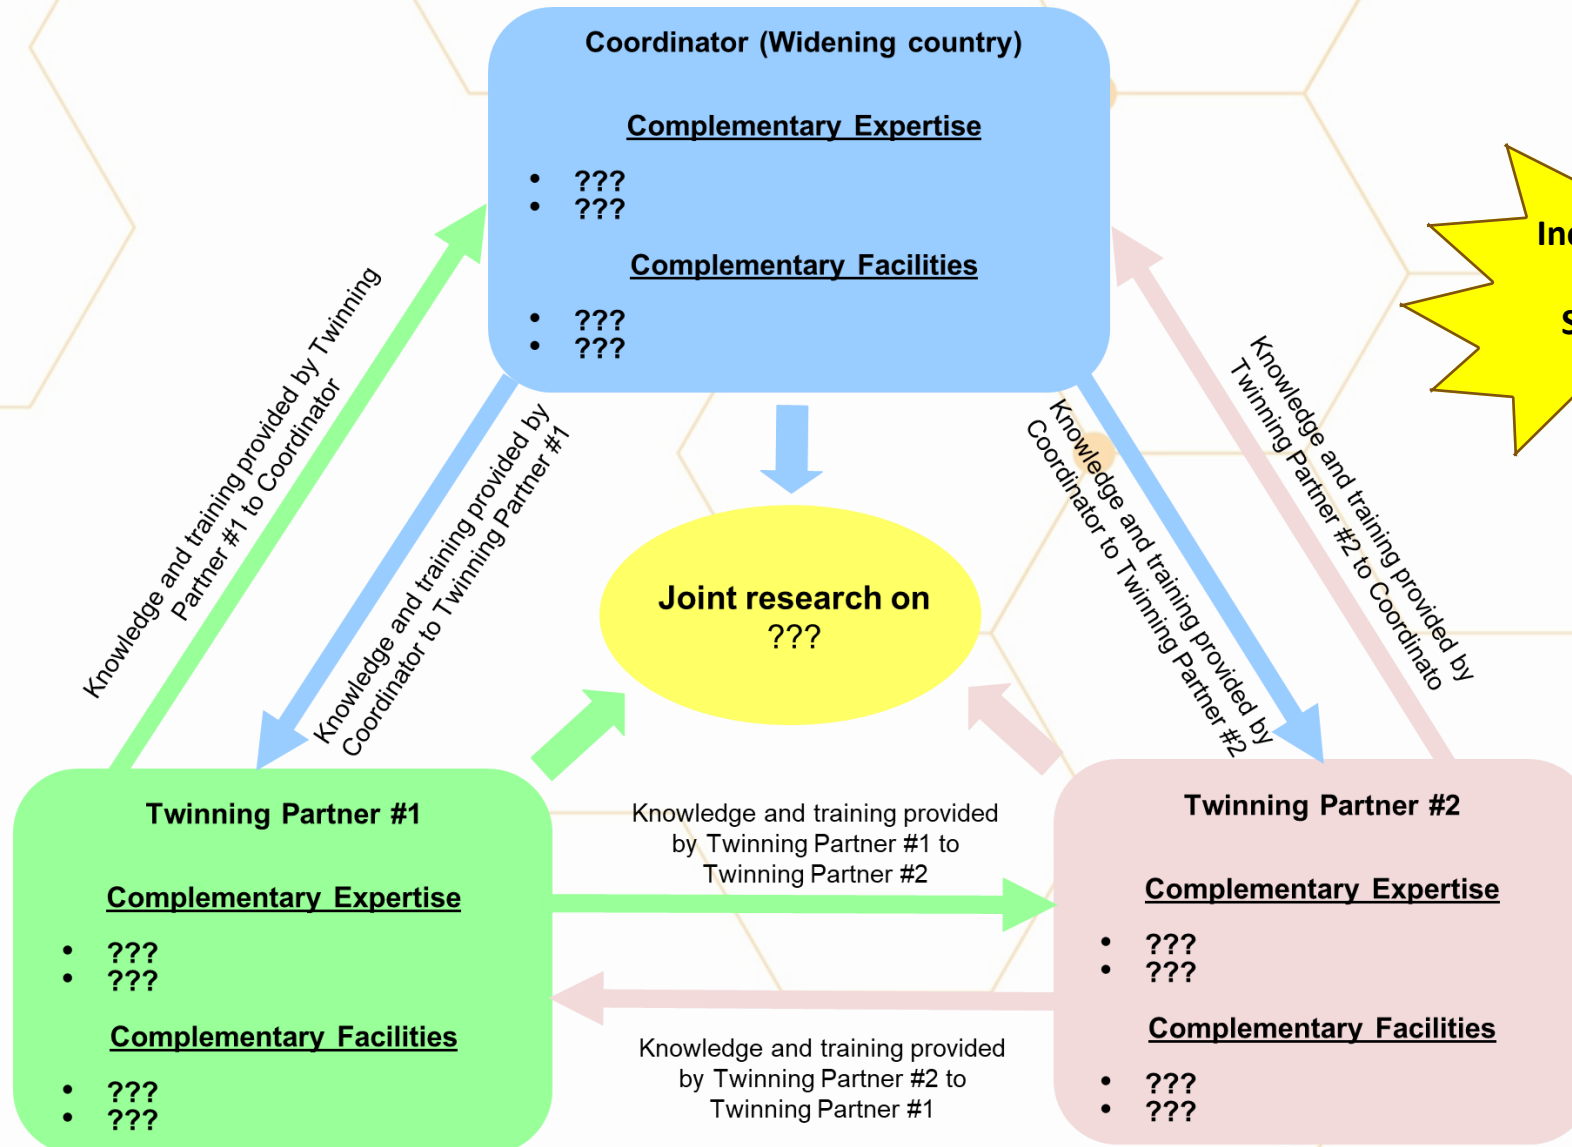 Coordinator (Widening country)
Complementary Expertise
• ???
• ???
Complementary Facilities
• ???
• ???
Knowledge and training provided by Twinning
Partner #1 to Coordinator
Knowledge and training provided by
Coordinator to Twinning Partner #1
Knowledge and training provided by
Coordinator to Twinning Partner #2
Knowledge and training provided by
Twinning Partner #2 to Coordinato
Joint research on
???
Twinning Partner #1
Complementary Expertise
• ???
• ???
Complementary Facilities
• ???
• ???
Knowledge and training provided
by Twinning Partner #1 to
Twinning Partner #2
Knowledge and training provided
by Twinning Partner #2 to
Twinning Partner #1
Twinning Partner #2
Complementary Expertise
• ???
• ???
Complementary Facilities
• ???
• ???